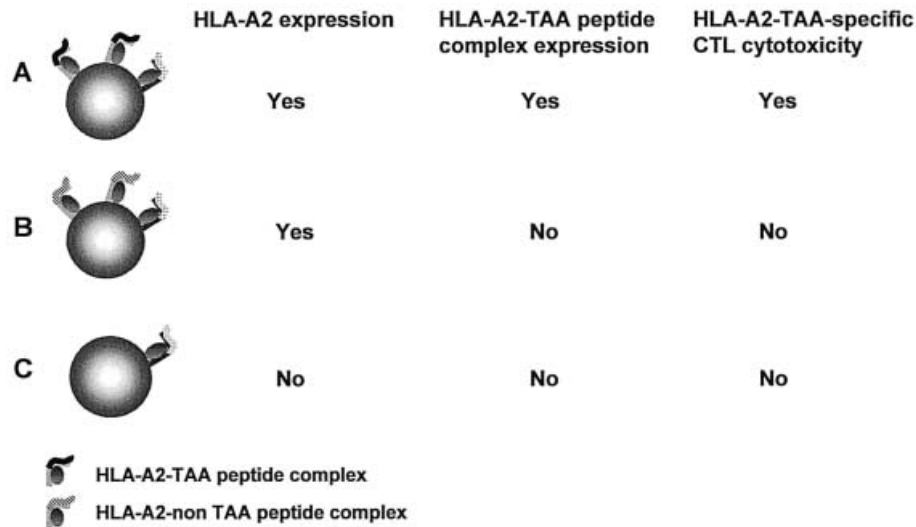 HLA-A2 expression
HLA-A2-TAA peptide
complex expression
HLA-A2-TAA-specific
CTL cytotoxicity
A
Yes
Yes
Yes
B
Yes
No
No
C
No
No
No
HLA-A2-TAA peptide complex
HLA-A2-non TAA peptide complex